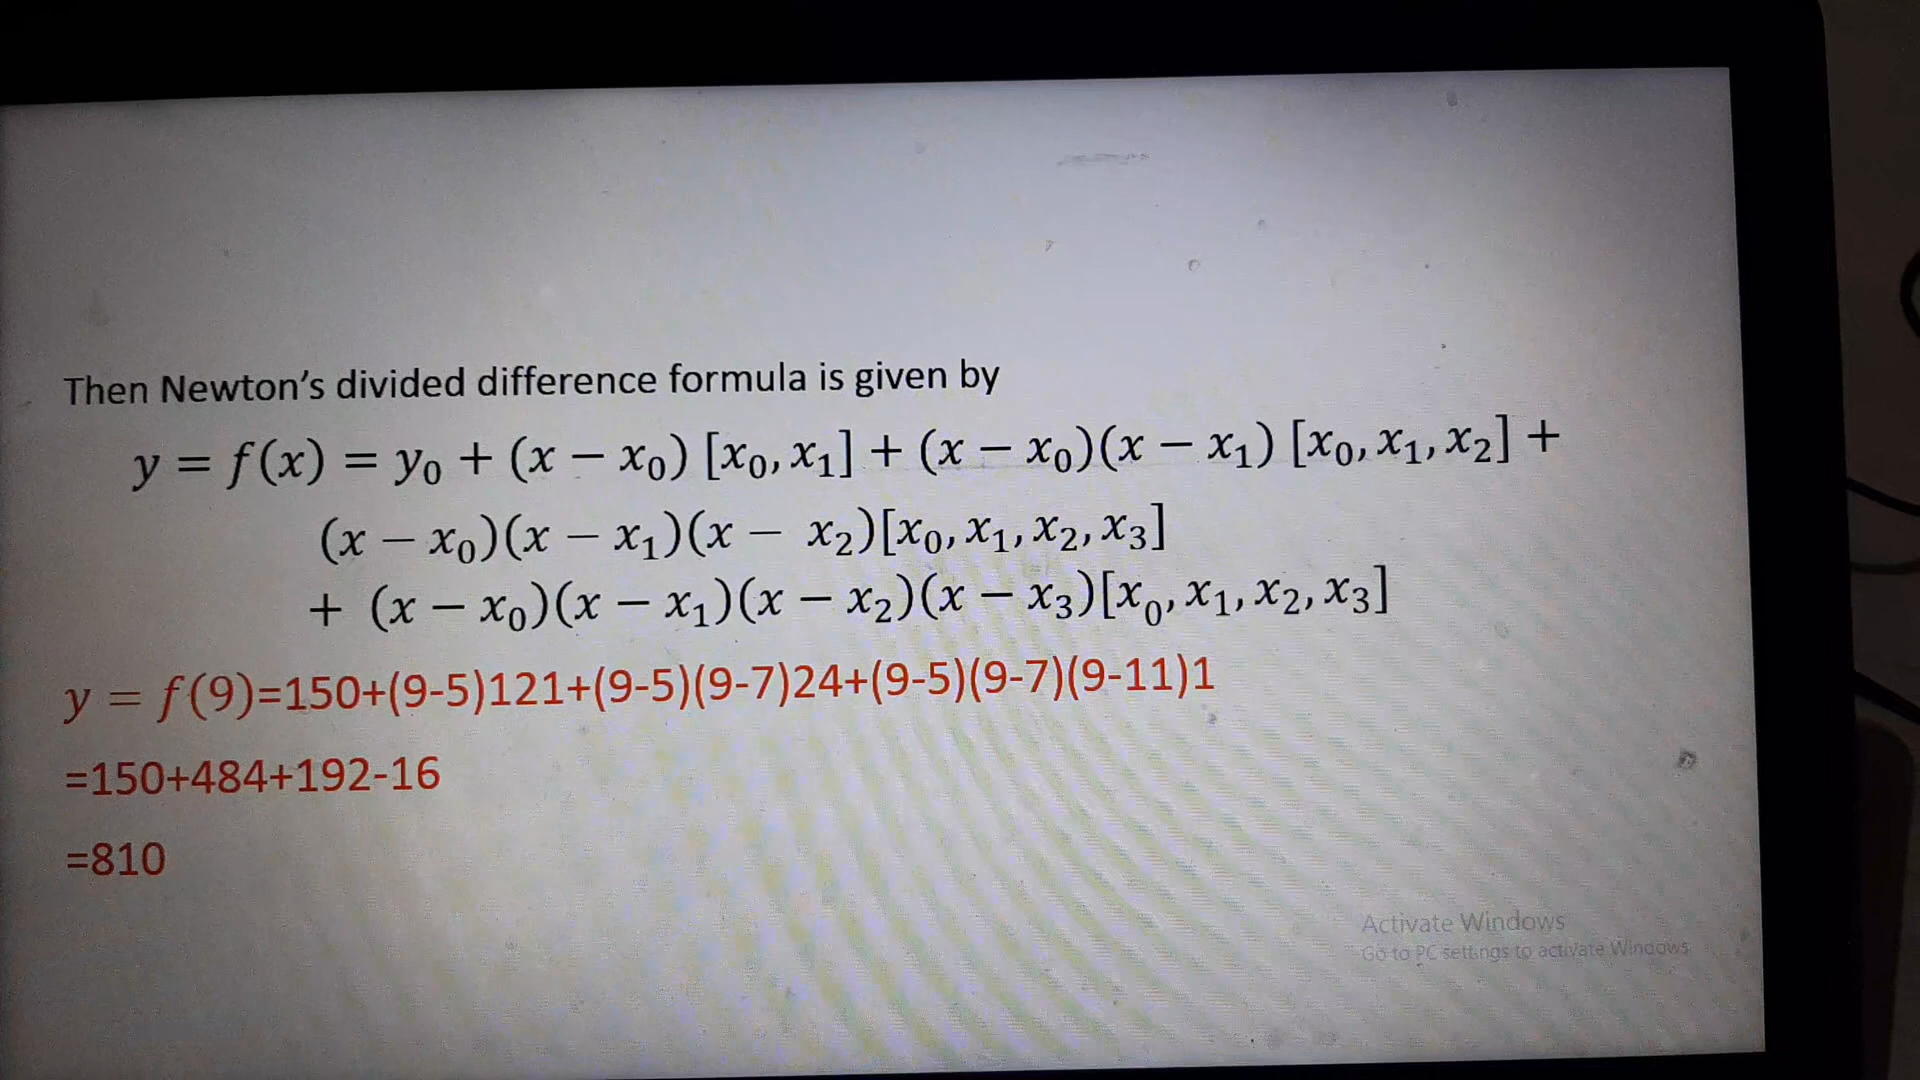 Then Newton's divided difference formula is given by
y = f(x) = y₀ + (x − x₀) [x₀, x₁] + (x − x₀)(x − x₁) [x₀, x₁, x₂] +
(x − x₀)(x − x₁)(x − x₂)[x₀, x₁, x₂, x₃]
+ (x − x₀)(x − x₁)(x − x₂)(x − x₃)[x₀, x₁, x₂, x₃]
y = f(9)=150+(9-5)121+(9-5)(9-7)24+(9-5)(9-7)(9-11)1
=150+484+192-16
=810
Activate Windows
Go to PC settings to activate Windows